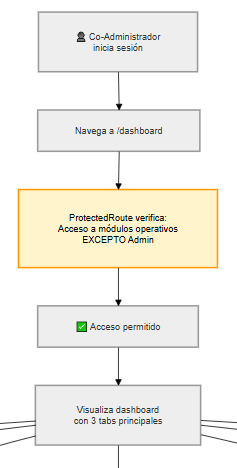 👤 Co-Administrador
inicia sesión
Navega a /dashboard
ProtectedRoute verifica:
Acceso a módulos operativos
EXCEPTO Admin
✅ Acceso permitido
Visualiza dashboard
con 3 tabs principales